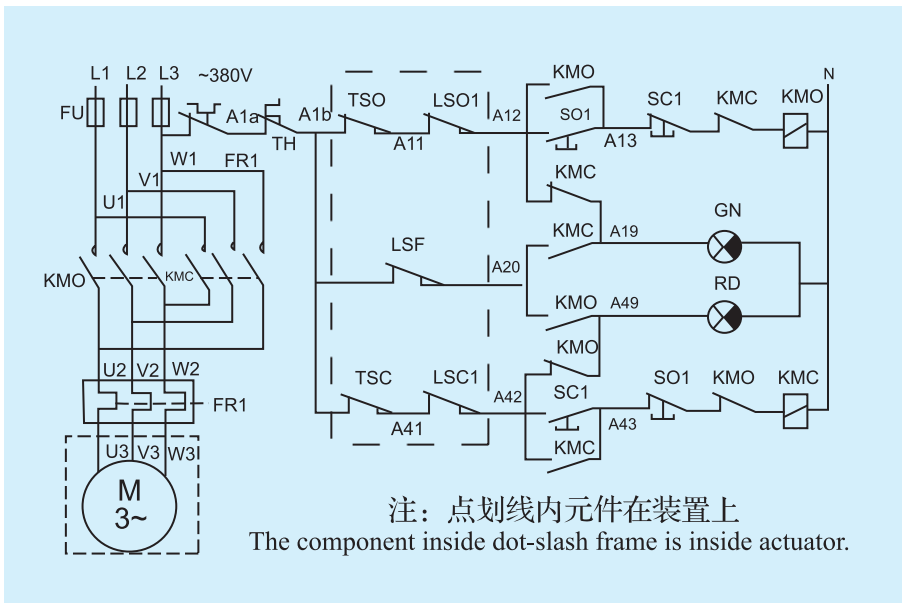 L1 L2 L3 ~380V
FU
A1a
TH
A1b
W1
FR1
V1
U1
KMO
KMC
U2 V2 W2
FR1
U3 V3 W3
M
3~
TSO
LSO1
A11
A12
KMO
SO1
A13
SC1
KMC
KMO
N
KMC
LSF
A20
KMC
A19
GN
KMO
A49
RD
KMO
TSC
LSC1
A41
A42
SC1
A43
KMC
SO1
KMO
KMC
注：点划线内元件在装置上
The component inside dot-slash frame is inside actuator.